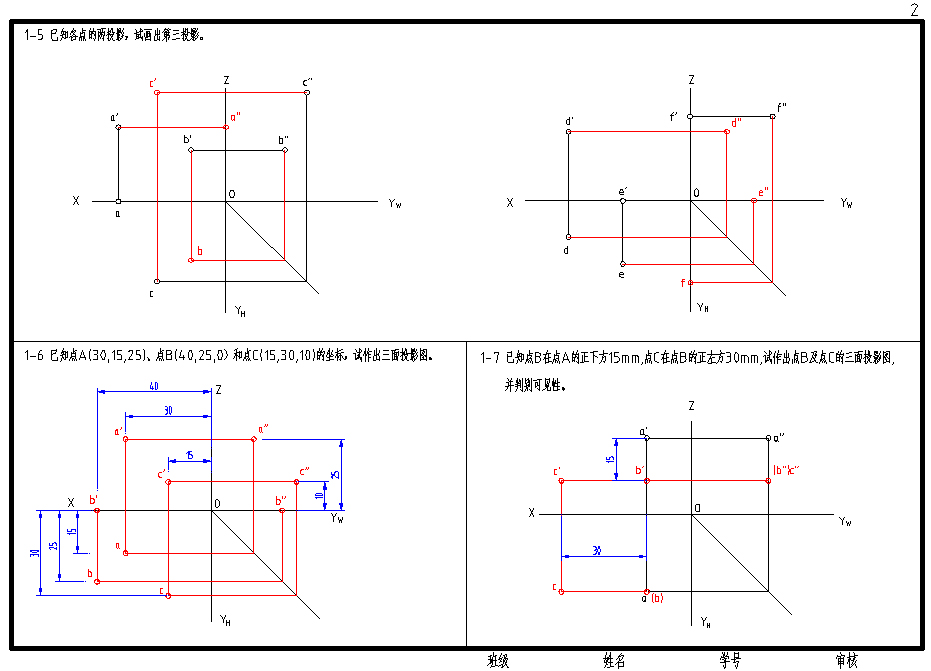 2
1-5 已知各点的两投影，试画出第三投影。
c' Z c"
a' a"
b' b"
X O YW
a
b
c
YH
Z
f' f"
d' d"
X e' O e" YW
d
e
f
YH
1-6 已知点A(30,15,25)、点B(40,25,0) 和点C(15,30,10)的坐标，试作出三面投影图。
40 Z
30
a' a"
15
c' c" 25
10
X b' O b" YW
15
25
30
a
b
c
YH
1-7 已知点B在点A的正下方15mm,点C在点B的正左方30mm,试作出点B及点C的三面投影图,
并判别可见性。
Z
a' a"
15
c' b' (b")c"
X O YW
30
c a(b)
YH
班级 姓名 学号 审核